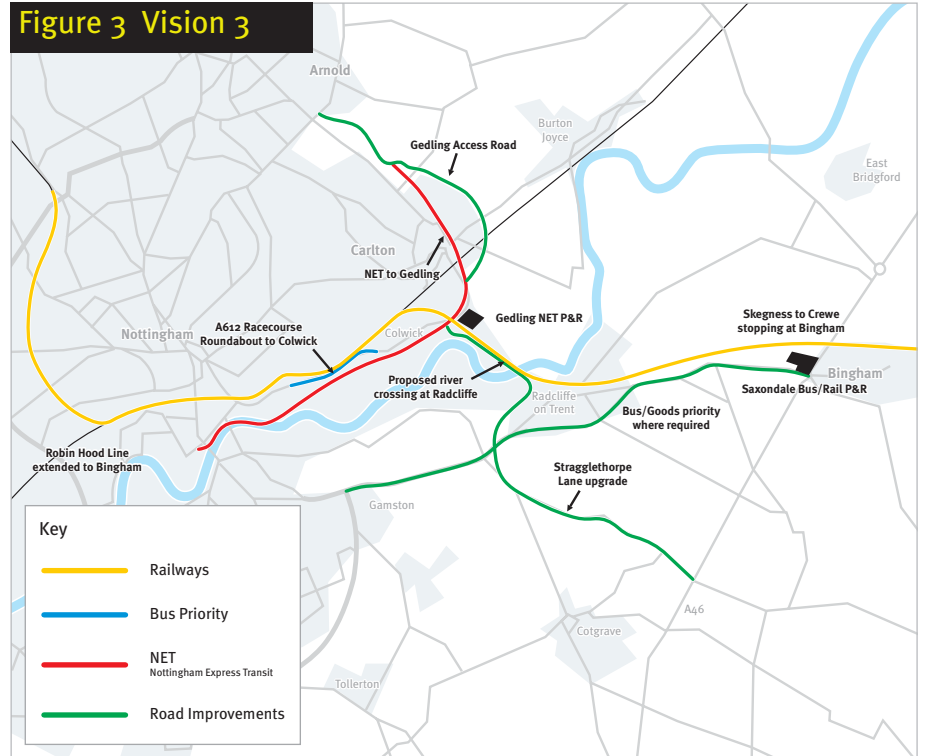 Figure 3 Vision 3
Arnold
Burton
Joyce
Gedling Access Road
East
Bridgford
Carlton
NET to Gedling
Gedling NET P&R
Skegness to Crewe
stopping at Bingham
Nottingham
A612 Racecourse
Roundabout to Colwick
Colwick
Bingham
Proposed river
crossing at Radcliffe
Saxondale Bus/Rail P&R
Radcliffe
on Trent
Bus/Goods priority
where required
Robin Hood Line
extended to Bingham
Stragglethorpe
Lane upgrade
Gamston
Key
Railways
Bus Priority
NET
Nottingham Express Transit
Road Improvements
A46
Cotgrave
Tollerton